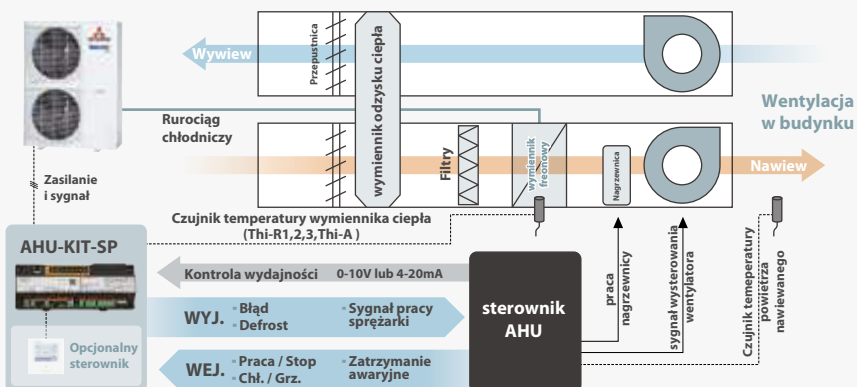 Wywiew
Przepustnica
wymiennik odzysku ciepła
Wentylacja
w budynku
Rurociąg
chłodniczy
Filtry
wymiennik
freonowy
Nagrzewnica
Nawiew
Zasilanie
i sygnał
Czujnik temperatury wymiennika ciepła
(Thi-R1,2,3,Thi-A )
AHU-KIT-SP
Kontrola wydajności 0-10V lub 4-20mA
WYJ.
- Błąd
- Defrost
- Sygnał pracy
sprężarki
WEJ.
- Praca / Stop
- Chł. / Grz.
- Zatrzymanie
awaryjne
Opcjonalny
sterownik
sterownik
AHU
praca
nagrzewnicy
sygnał wysterowania
wentylatora
Czujnik temeperatury
powietrza
nawiewanego